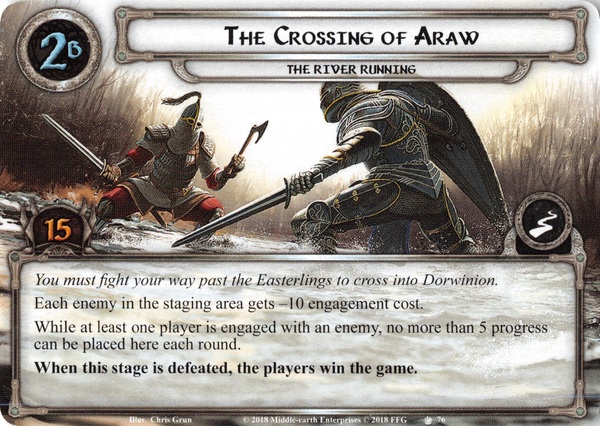 2B
THE CROSSING OF ARAW
THE RIVER RUNNING
15
You must fight your way past the Easterlings to cross into Dorwinion.
Each enemy in the staging area gets –10 engagement cost.
While at least one player is engaged with an enemy, no more than 5 progress
can be placed here each round.
When this stage is defeated, the players win the game.
Illus. Chris Grun
© 2018 Middle-earth Enterprises © 2018 FFG
76